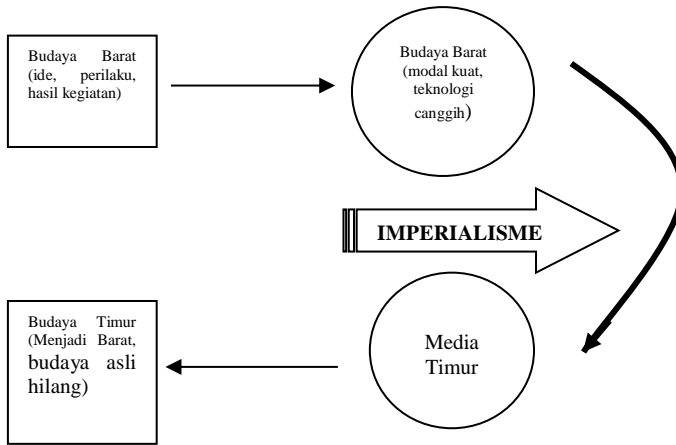 Budaya Barat
(ide, perilaku,
hasil kegiatan)
Budaya Barat
(modal kuat,
teknologi
canggih)
IMPERIALISME
Budaya Timur
(Menjadi Barat,
budaya asli
hilang)
Media
Timur